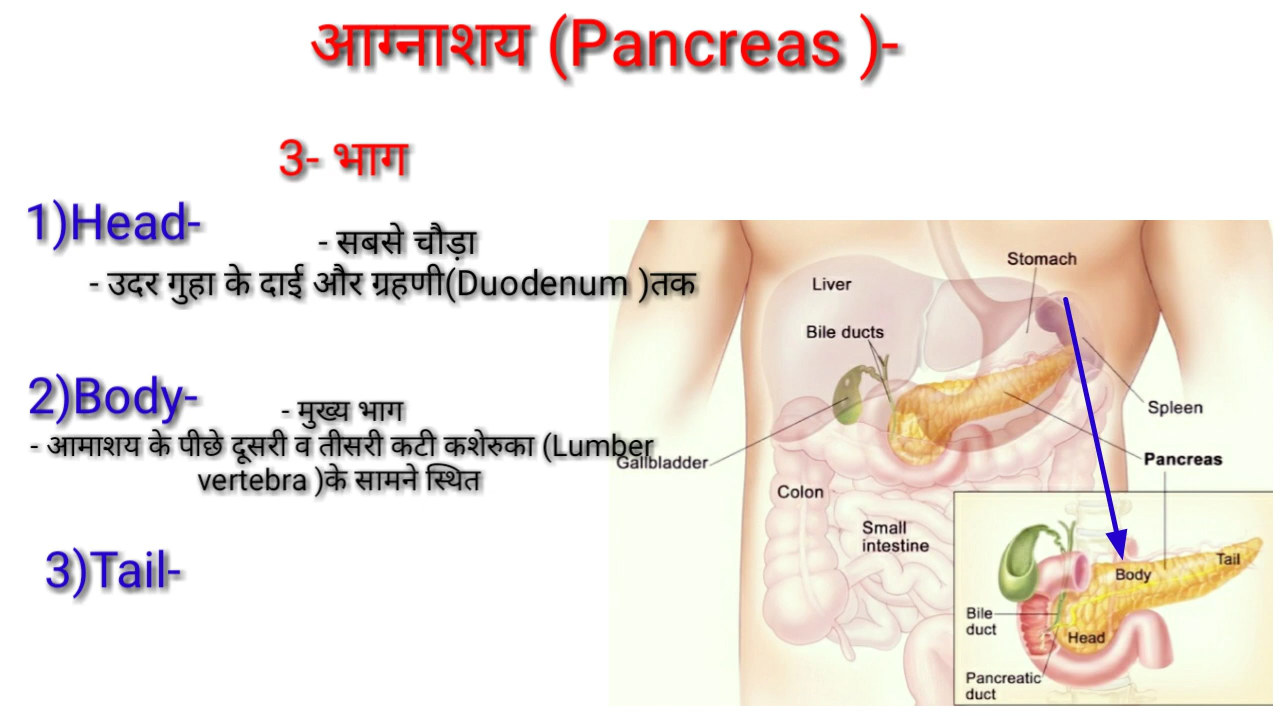 आग्नाशय (Pancreas )-
3- भाग
1)Head-
- सबसे चौड़ा
- उदर गुहा के दाई और ग्रहणी(Duodenum )तक
2)Body-
- मुख्य भाग
- आमाशय के पीछे दूसरी व तीसरी कटी कशेरुका (Lumber
vertebra )के सामने स्थित
3)Tail-
Stomach
Liver
Bile ducts
Spleen
Gallbladder
Pancreas
Colon
Small
intestine
Tail
Body
Bile
duct
Head
Pancreatic
duct